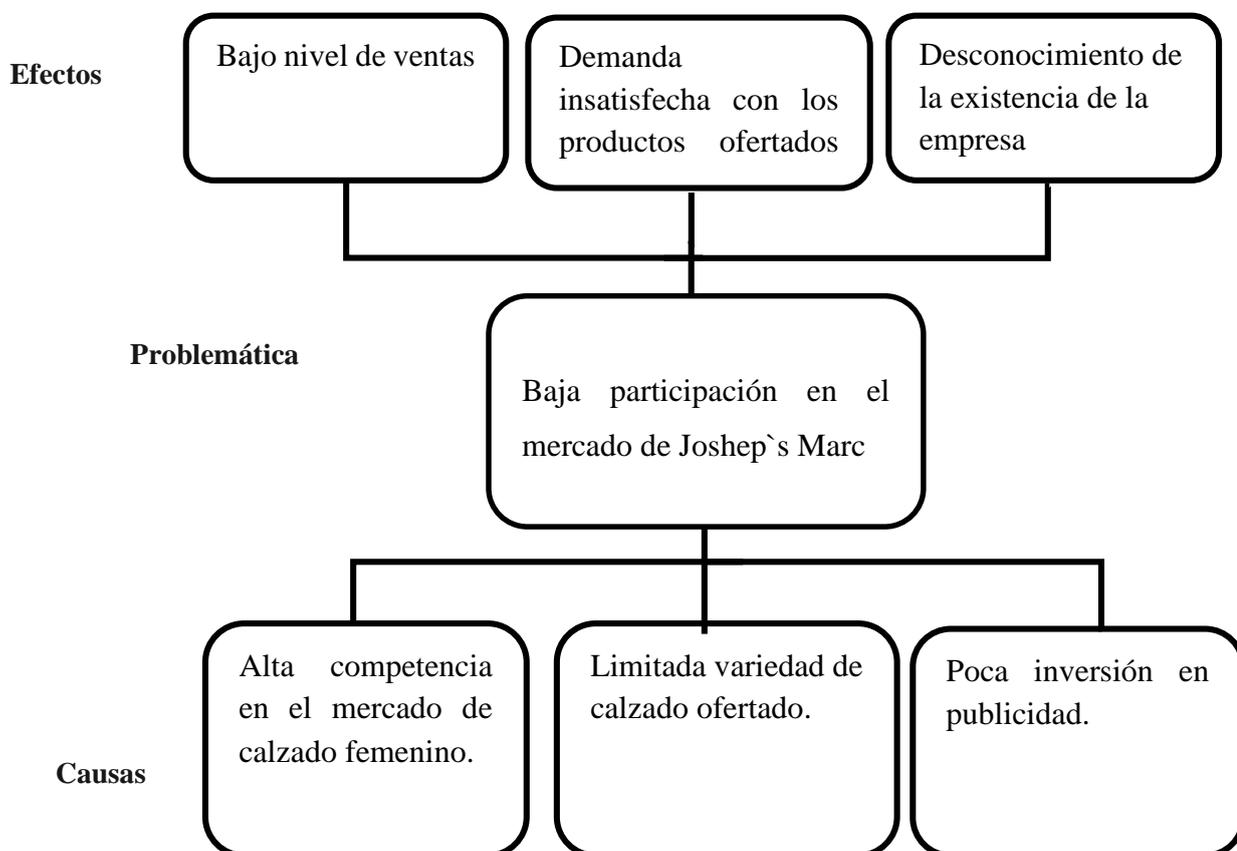 Efectos
Bajo nivel de ventas
Demanda
insatisfecha con los
productos ofertados
Desconocimiento de
la existencia de la
empresa
Problemática
Baja participación en el
mercado de Joshep`s Marc
Causas
Alta competencia
en el mercado de
calzado femenino.
Limitada variedad de
calzado ofertado.
Poca inversión en
publicidad.